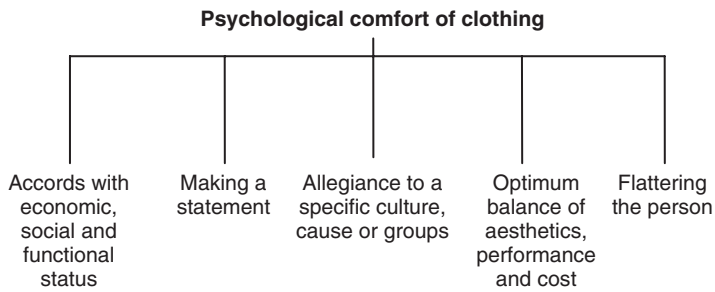 Psychological comfort of clothing
Accords with
economic,
social and
functional
status
Making a
statement
Allegiance to a
specific culture,
cause or groups
Optimum
balance of
aesthetics,
performance
and cost
Flattering
the person